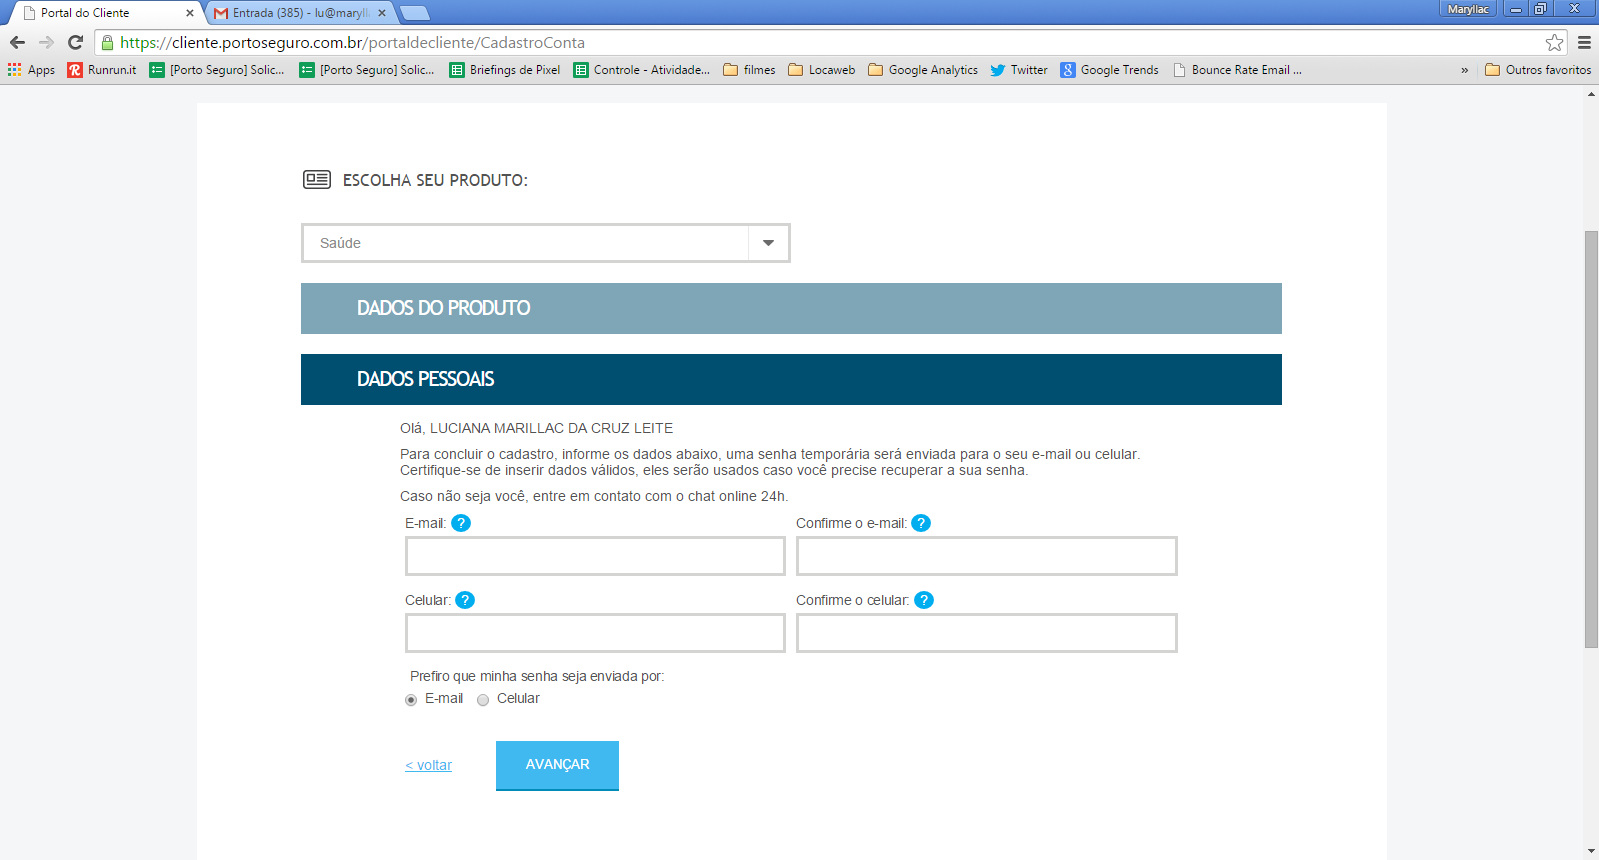 Portal do Cliente
Entrada (385) - lu@maryll
Maryllac
https://cliente.portoseguro.com.br/portaldecliente/CadastroConta
Apps Runrun.it [Porto Seguro] Solic... [Porto Seguro] Solic... Briefings de Pixel Controle - Atividade... filmes Locaweb Google Analytics Twitter Google Trends Bounce Rate Email ... » Outros favoritos
ESCOLHA SEU PRODUTO:
Saúde
DADOS DO PRODUTO
DADOS PESSOAIS
Olá, LUCIANA MARILLAC DA CRUZ LEITE
Para concluir o cadastro, informe os dados abaixo, uma senha temporária será enviada para o seu e-mail ou celular.
Certifique-se de inserir dados válidos, eles serão usados caso você precise recuperar a sua senha.
Caso não seja você, entre em contato com o chat online 24h.
E-mail: ? Confirme o e-mail: ?
Celular: ? Confirme o celular: ?
Prefiro que minha senha seja enviada por:
E-mail Celular
< voltar AVANÇAR